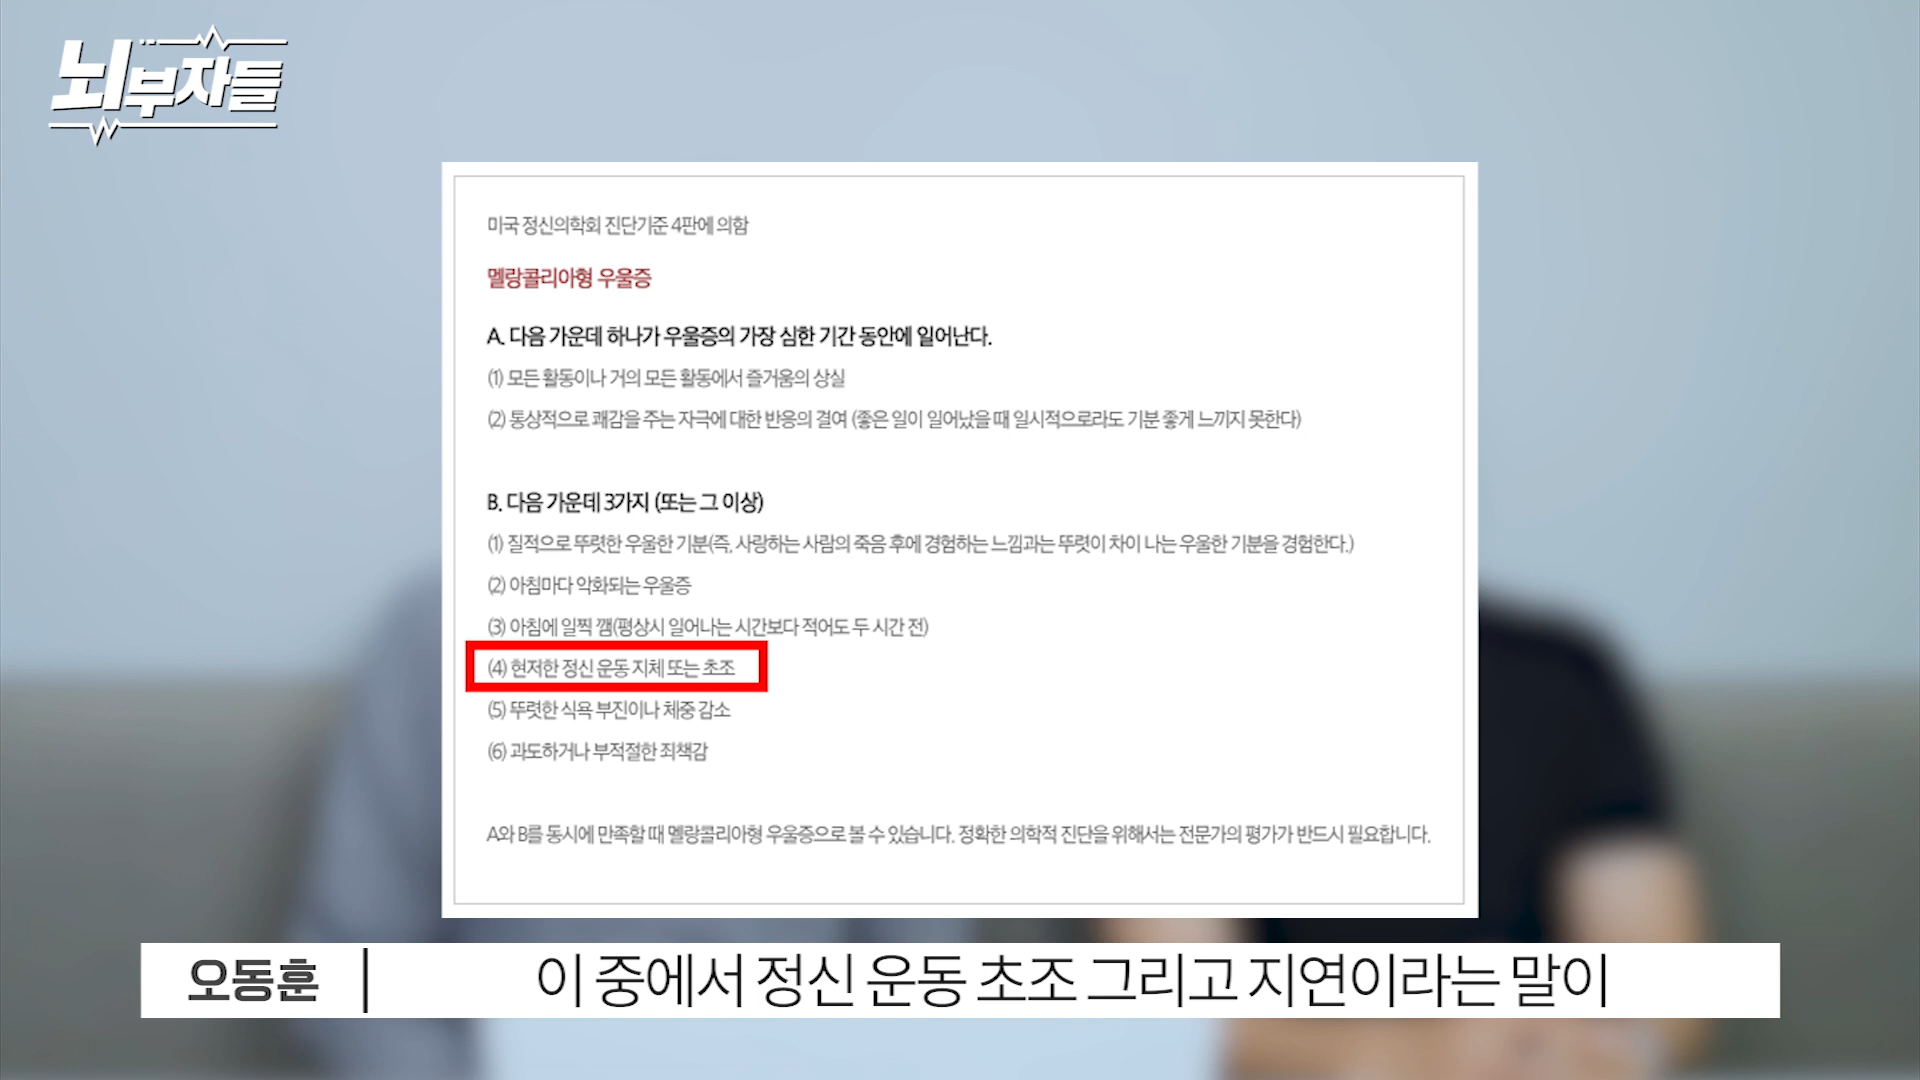 뇌부자들
미국 정신의학회 진단기준 4판에 의함
멜랑콜리아형 우울증
A. 다음 가운데 하나가 우울증의 가장 심한 기간 동안에 일어난다.
(1) 모든 활동이나 거의 모든 활동에서 즐거움의 상실
(2) 통상적으로 쾌감을 주는 자극에 대한 반응의 결여 (좋은 일이 일어났을 때 일시적으로라도 기분 좋게 느끼지 못한다)
B. 다음 가운데 3가지 (또는 그 이상)
(1) 질적으로 뚜렷한 우울한 기분(즉, 사랑하는 사람의 죽음 후에 경험하는 느낌과는 뚜렷이 차이 나는 우울한 기분을 경험한다.)
(2) 아침마다 악화되는 우울증
(3) 아침에 일찍 깸(평상시 일어나는 시간보다 적어도 두 시간 전)
(4) 현저한 정신 운동 지체 또는 초조
(5) 뚜렷한 식욕 부진이나 체중 감소
(6) 과도하거나 부적절한 죄책감
A와 B를 동시에 만족할 때 멜랑콜리아형 우울증으로 볼 수 있습니다. 정확한 의학적 진단을 위해서는 전문가의 평가가 반드시 필요합니다.
오동훈 | 이 중에서 정신 운동 초조 그리고 지연이라는 말이